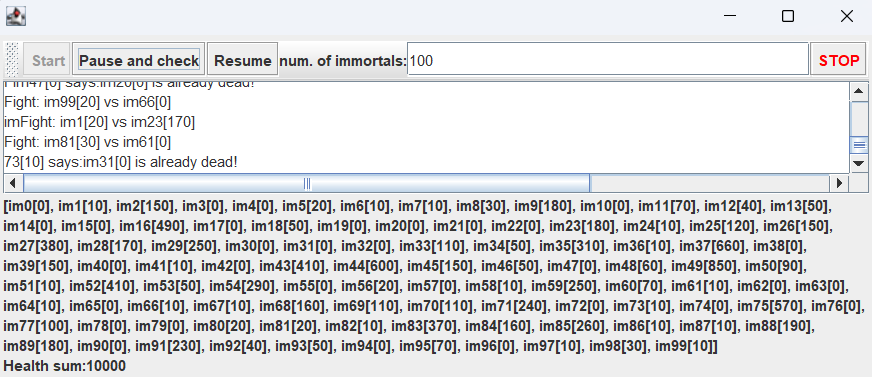 Start Pause and check Resume num. of immortals: 100 STOP
im47[0] says:im20[0] is already dead!
Fight: im99[20] vs im66[0]
imFight: im1[20] vs im23[170]
Fight: im81[30] vs im61[0]
73[10] says:im31[0] is already dead!
[im0[0], im1[10], im2[150], im3[0], im4[0], im5[20], im6[10], im7[10], im8[30], im9[180], im10[0], im11[70], im12[40], im13[50],
im14[0], im15[0], im16[490], im17[0], im18[50], im19[0], im20[0], im21[0], im22[0], im23[180], im24[10], im25[120], im26[150],
im27[380], im28[170], im29[250], im30[0], im31[0], im32[0], im33[110], im34[50], im35[310], im36[10], im37[660], im38[0],
im39[150], im40[0], im41[10], im42[0], im43[410], im44[600], im45[150], im46[50], im47[0], im48[60], im49[850], im50[90],
im51[10], im52[410], im53[50], im54[290], im55[0], im56[20], im57[0], im58[10], im59[250], im60[70], im61[10], im62[0], im63[0],
im64[10], im65[0], im66[10], im67[10], im68[160], im69[110], im70[110], im71[240], im72[0], im73[10], im74[0], im75[570], im76[0],
im77[100], im78[0], im79[0], im80[20], im81[20], im82[10], im83[370], im84[160], im85[260], im86[10], im87[10], im88[190],
im89[180], im90[0], im91[230], im92[40], im93[50], im94[0], im95[70], im96[0], im97[10], im98[30], im99[10]]
Health sum:10000